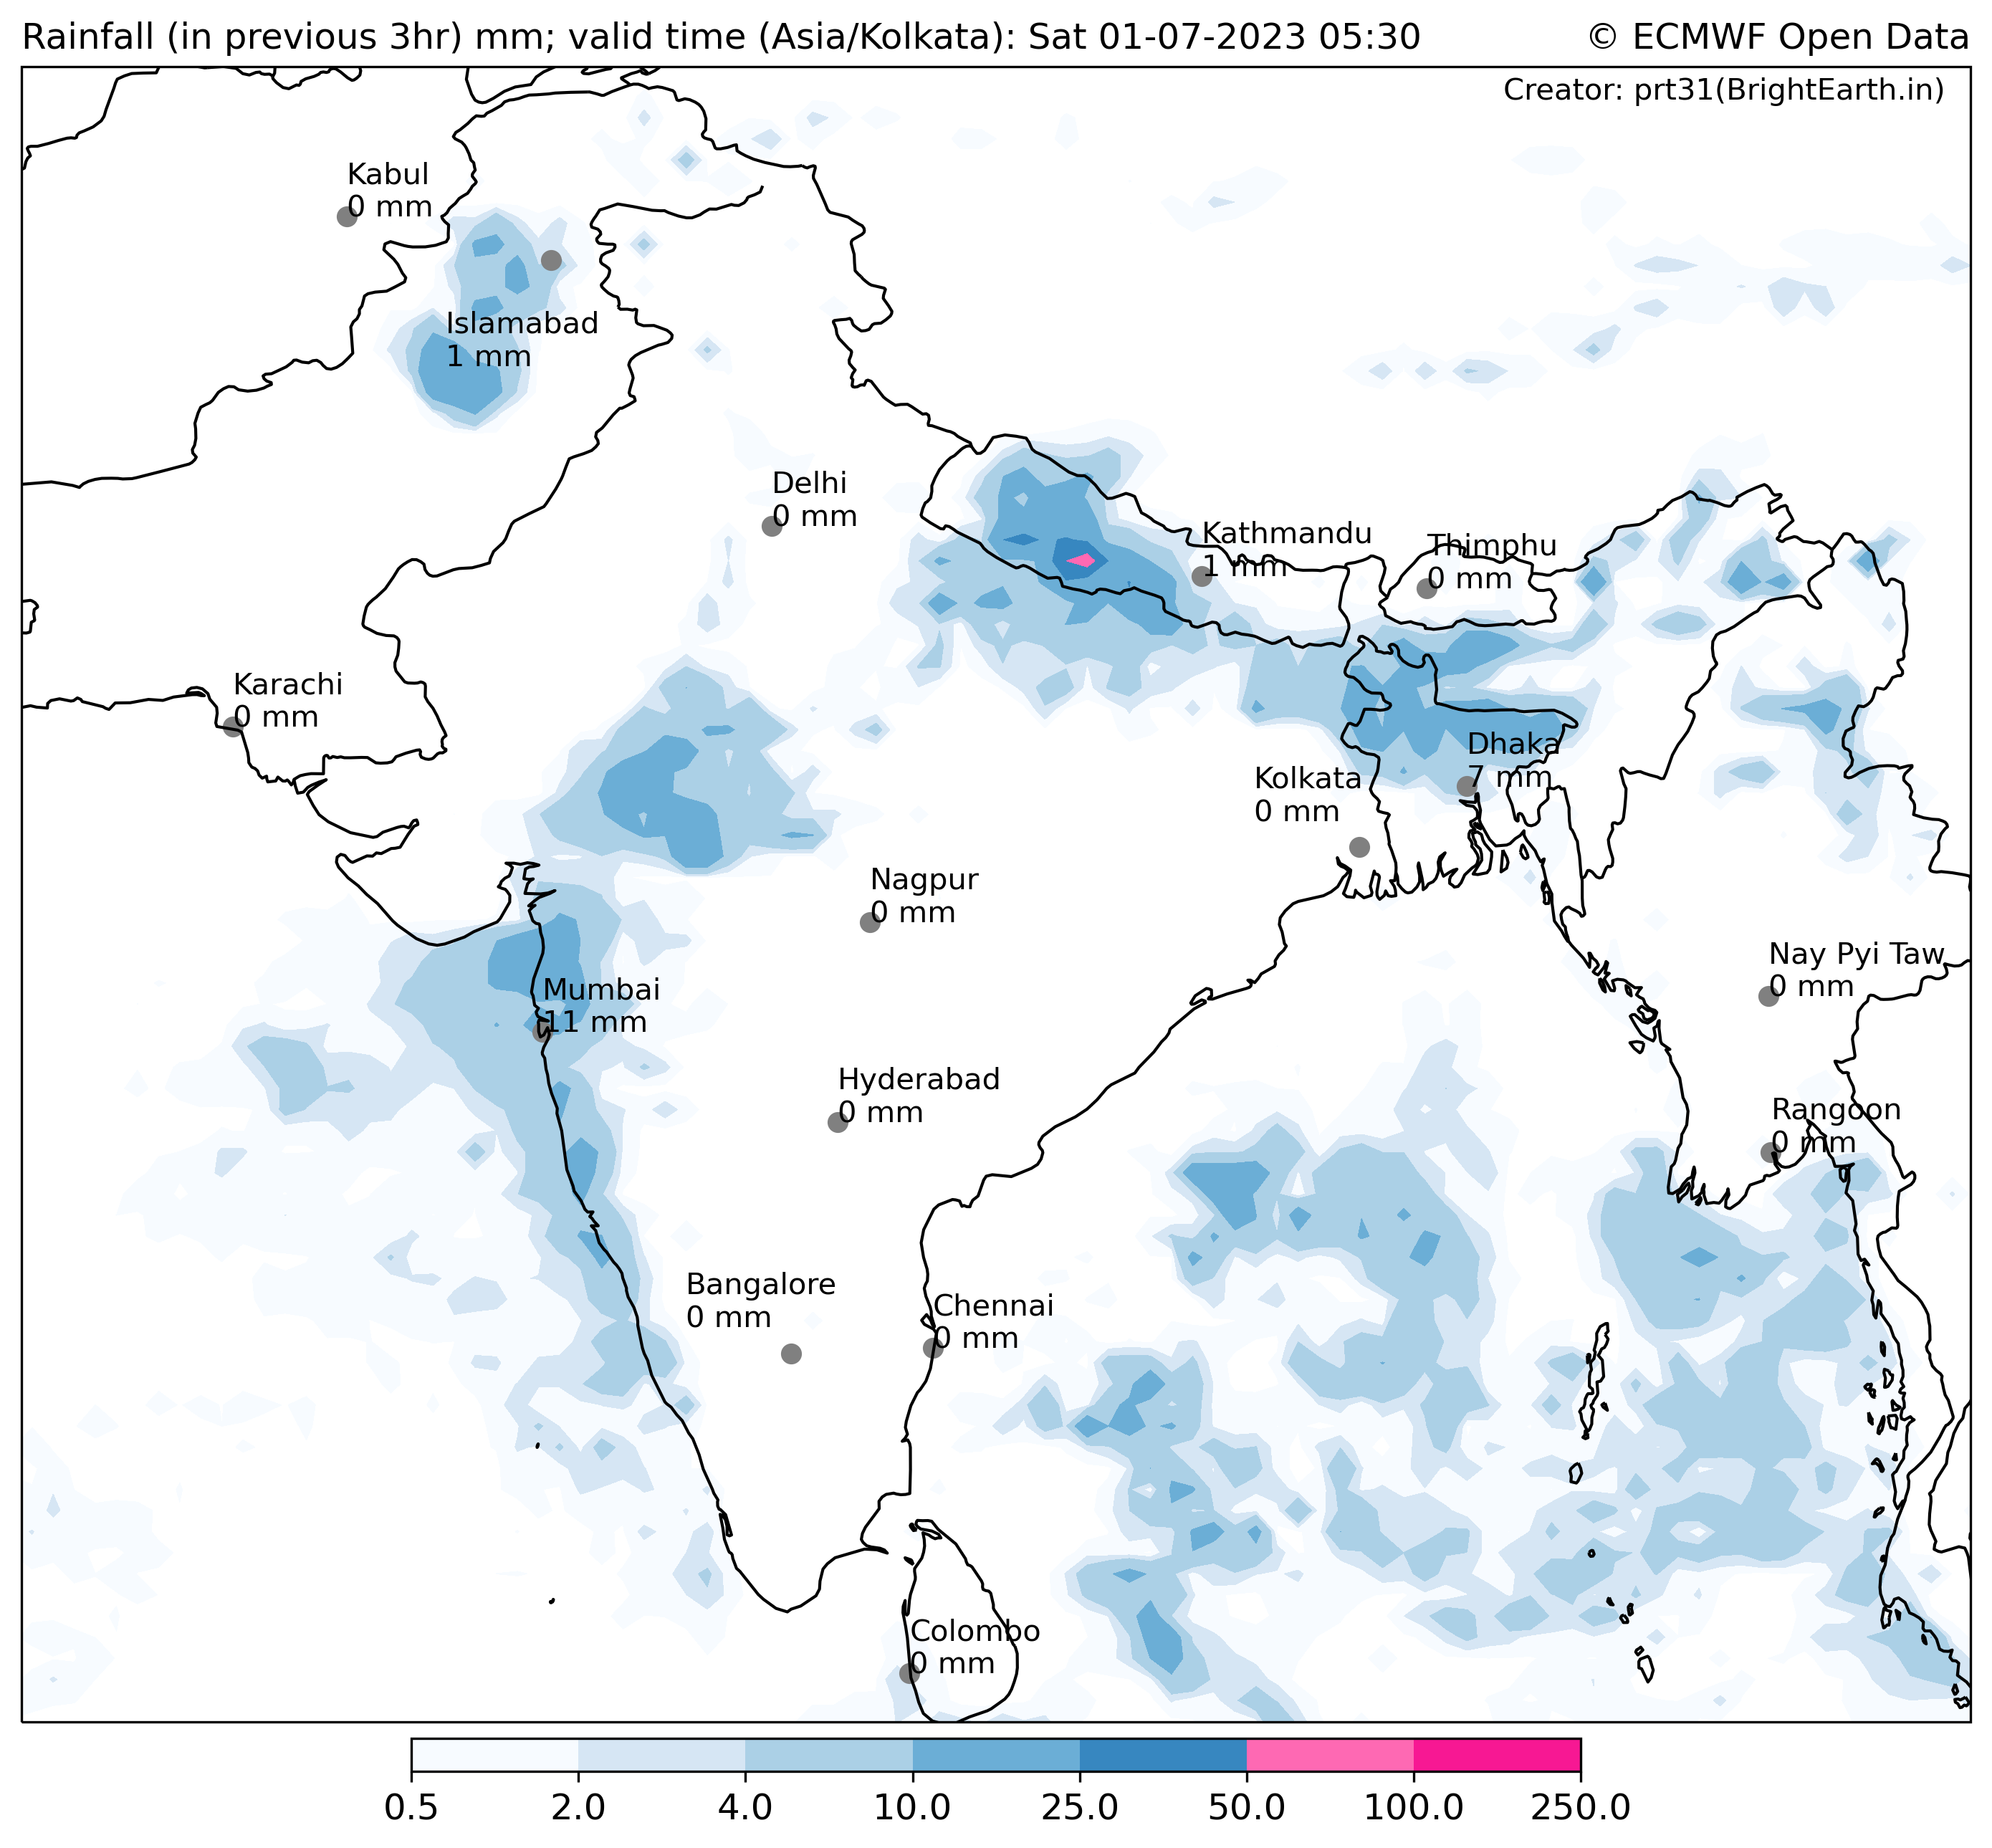 Rainfall (in previous 3hr) mm; valid time (Asia/Kolkata): Sat 01-07-2023 05:30
© ECMWF Open Data
Creator: prt31(BrightEarth.in)
Kabul
0 mm
Islamabad
1 mm
Delhi
0 mm
Kathmandu
1 mm
Thimphu
0 mm
Karachi
0 mm
Dhaka
7 mm
Kolkata
0 mm
Nagpur
0 mm
Nay Pyi Taw
0 mm
Mumbai
11 mm
Hyderabad
0 mm
Rangoon
0 mm
Bangalore
0 mm
Chennai
0 mm
Colombo
0 mm
0.5 2.0 4.0 10.0 25.0 50.0 100.0 250.0